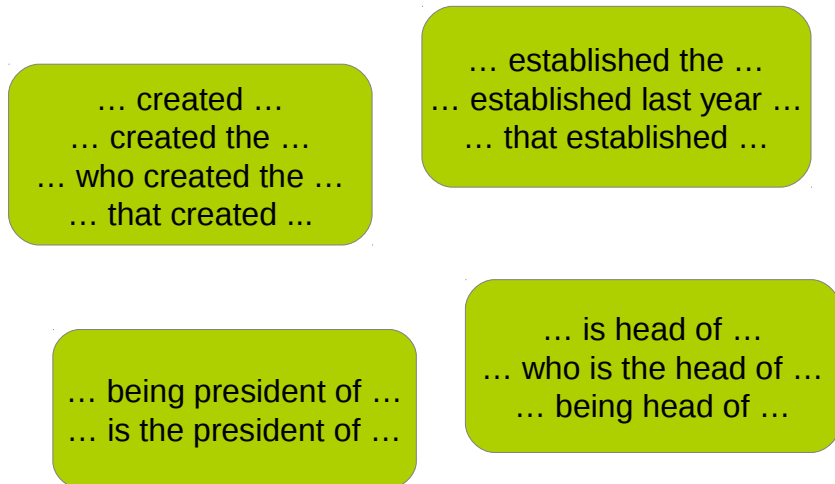 … created …
… created the …
… who created the …
… that created ...
… established the …
… established last year …
… that established …
… being president of …
… is the president of …
… is head of …
… who is the head of …
… being head of …